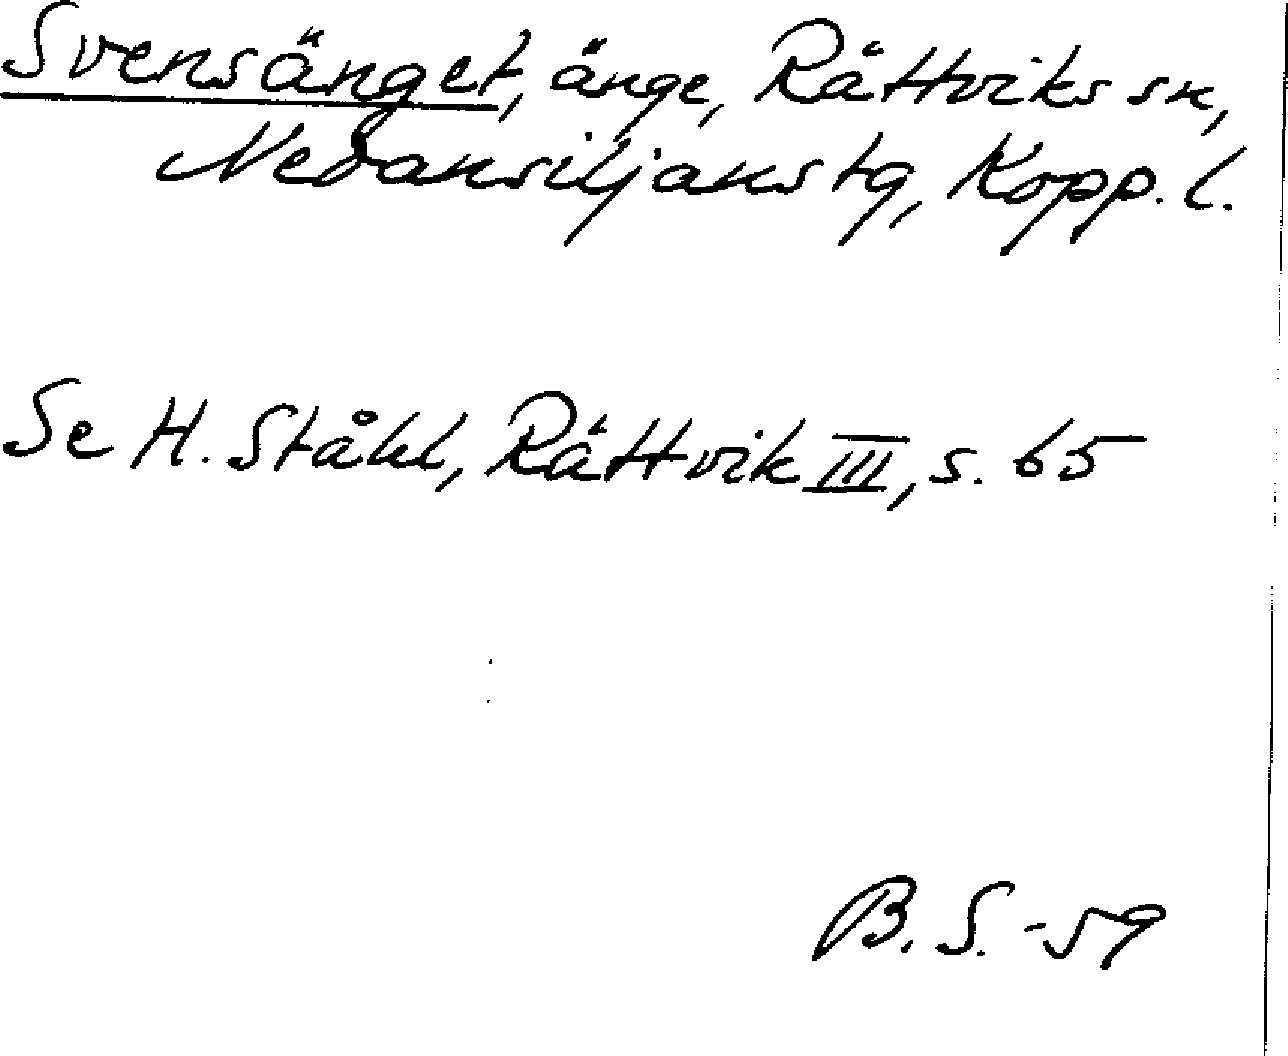 Svensänget, änge, Rättviks sn,
Nedansiljans tg, Kopp. l.
Se H. Ståhl, Rättvik III, s. 65
B. S. -59